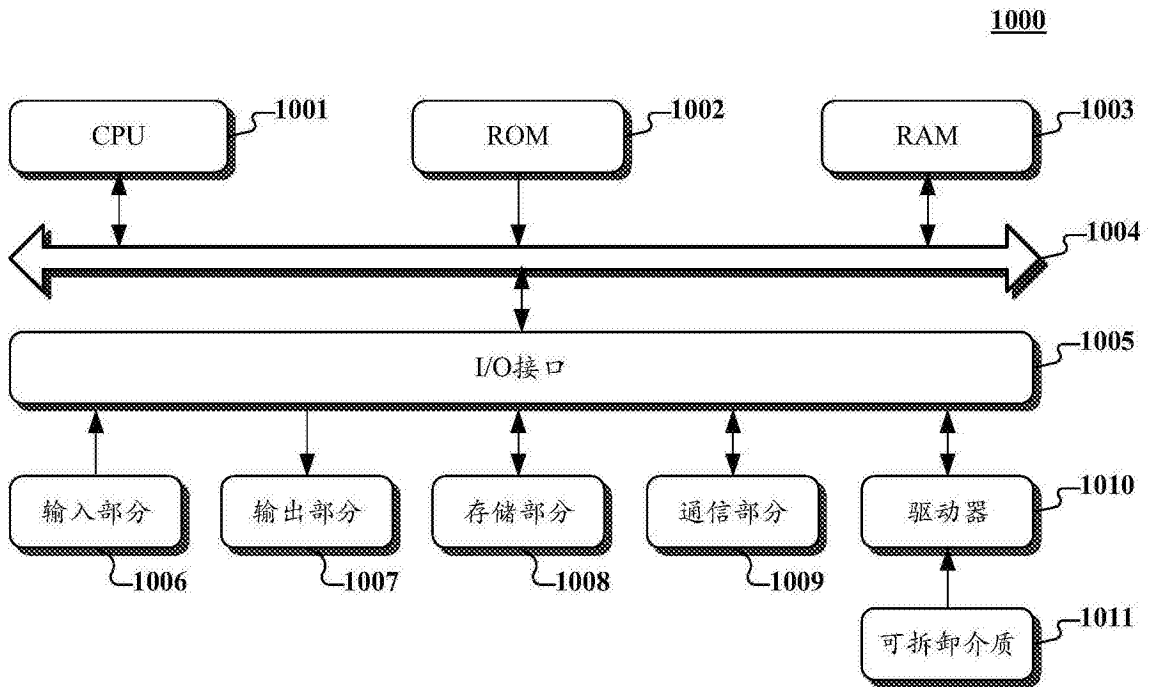 1000
CPU
1001
ROM
1002
RAM
1003
1004
I/O接口
1005
输入部分
1006
输出部分
1007
存储部分
1008
通信部分
1009
驱动器
1010
可拆卸介质
1011